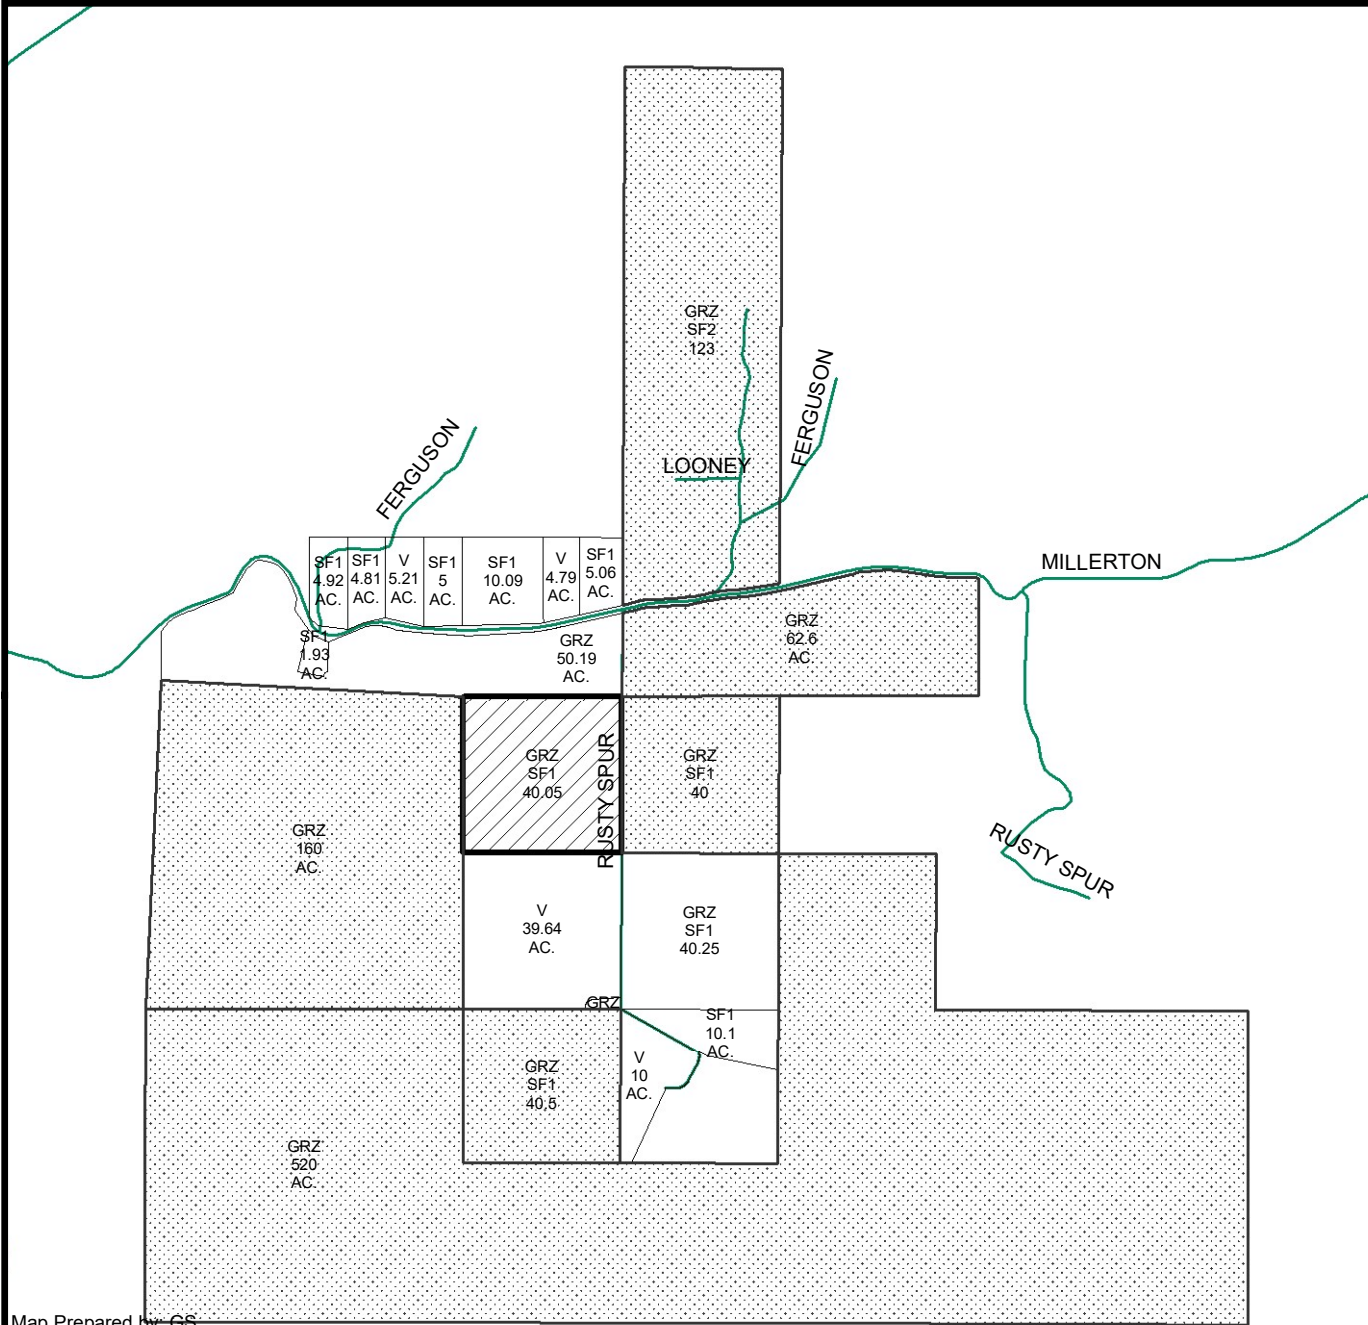 GRZ
SF2
123
FERGUSON
FERGUSON
LOONEY
SF1
4.92
AC.
SF1
4.81
AC.
V
5.21
AC.
SF1
5
AC.
SF1
10.09
AC.
V
4.79
AC.
SF1
5.06
AC.
MILLERTON
SF1
1.93
AC.
GRZ
50.19
AC.
GRZ
62.6
AC.
GRZ
SF1
40.05
RUSTY SPUR
GRZ
SF1
40
GRZ
160
AC.
RUSTY SPUR
V
39.64
AC.
GRZ
SF1
40.25
GRZ
SF1
10.1
AC.
GRZ
SF1
40.5
V
10
AC.
GRZ
520
AC.
Map Prepared by: GS